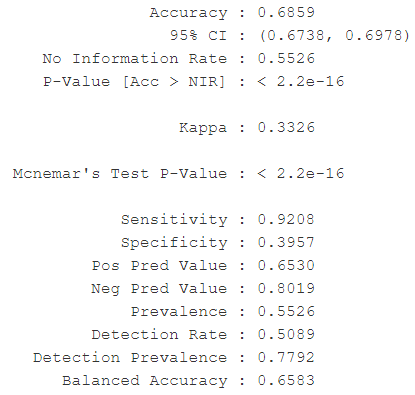 Accuracy : 0.6859
95% CI : (0.6738, 0.6978)
No Information Rate : 0.5526
P-Value [Acc > NIR] : < 2.2e-16
Kappa : 0.3326
Mcnemar's Test P-Value : < 2.2e-16
Sensitivity : 0.9208
Specificity : 0.3957
Pos Pred Value : 0.6530
Neg Pred Value : 0.8019
Prevalence : 0.5526
Detection Rate : 0.5089
Detection Prevalence : 0.7792
Balanced Accuracy : 0.6583